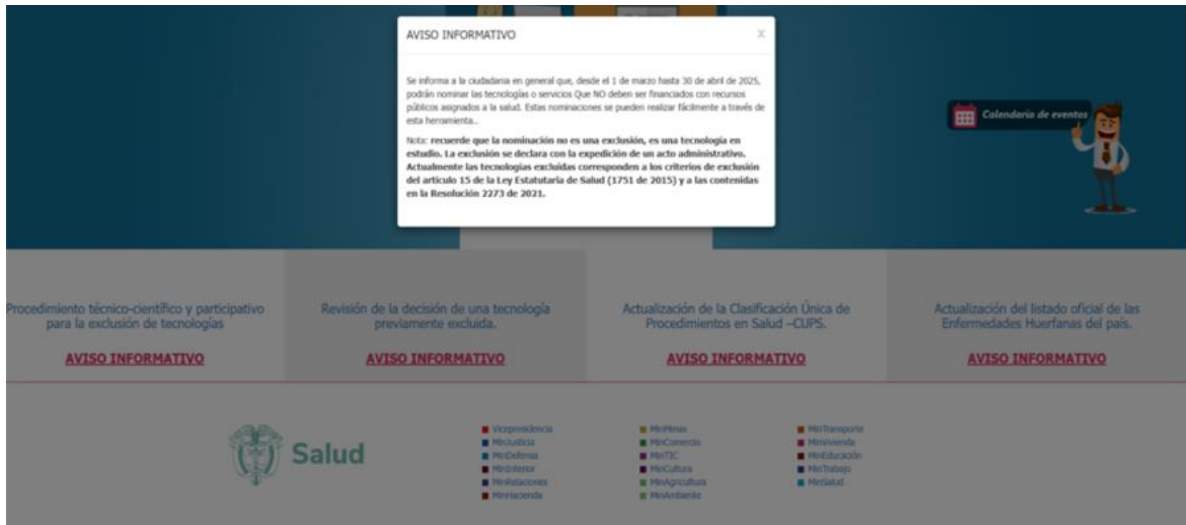 AVISO INFORMATIVO
X
Se informa a la ciudadanía en general que, desde el 1 de marzo hasta 30 de abril de 2025,
podrán nominar las tecnologías o servicios Que NO deben ser financiados con recursos
públicos asignados a la salud. Estas nominaciones se pueden realizar fácilmente a través de
esta herramienta..
Nota: recuerde que la nominación no es una exclusión, es una tecnología en
estudio. La exclusión se declara con la expedición de un acto administrativo.
Actualmente las tecnologías excluidas corresponden a los criterios de exclusión
del artículo 15 de la Ley Estatutaria de Salud (1751 de 2015) y a las contenidas
en la Resolución 2273 de 2021.
Calendario de eventos
Procedimiento técnico-científico y participativo
para la exclusión de tecnologías
AVISO INFORMATIVO
Revisión de la decisión de una tecnología
previamente excluida.
AVISO INFORMATIVO
Actualización de la Clasificación Única de
Procedimientos en Salud –CUPS.
AVISO INFORMATIVO
Actualización del listado oficial de las
Enfermedades Huerfanas del país.
AVISO INFORMATIVO
Salud
Vicepresidencia
MinJusticia
MinDefensa
MinInterior
MinRelaciones
MinHacienda
MinMinas
MinComercio
MinTIC
MinCultura
MinAgricultura
MinAmbiente
MinTransporte
MinVivienda
MinEducación
MinTrabajo
MinSalud